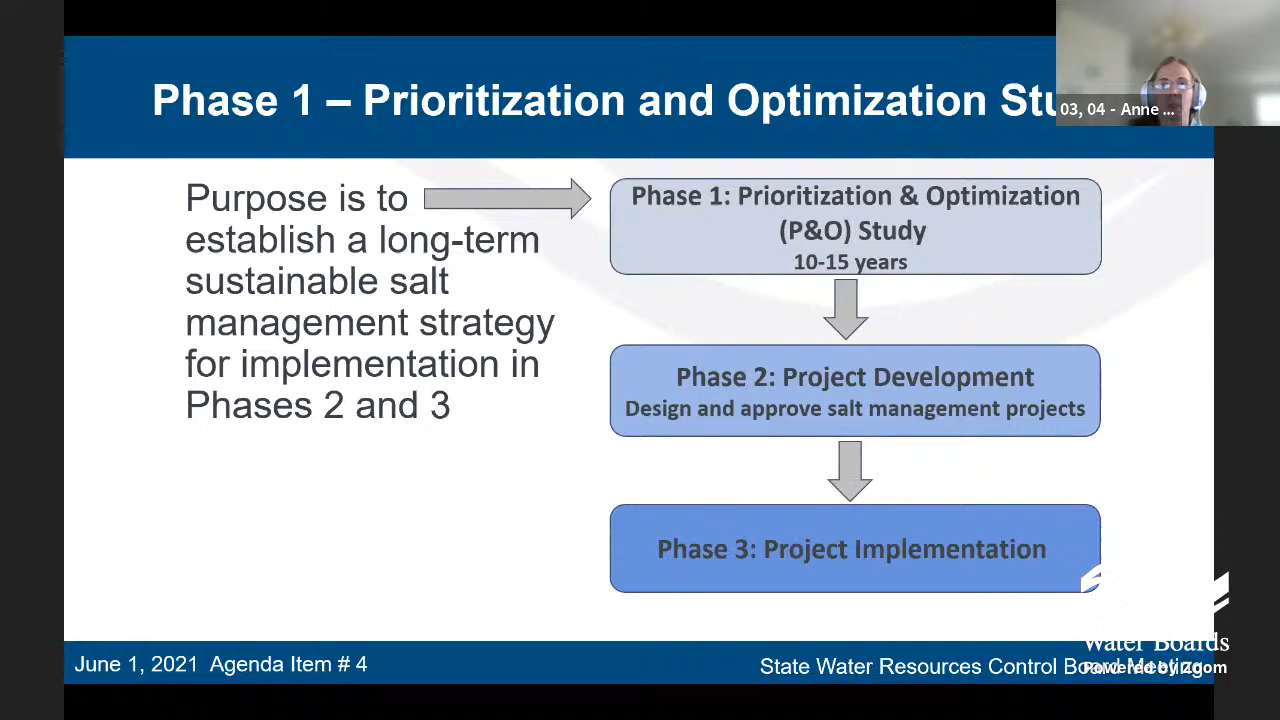 Phase 1 – Prioritization and Optimization
03, 04 - Anne ...
Purpose is to
establish a long-term
sustainable salt
management strategy
for implementation in
Phases 2 and 3
Phase 1: Prioritization & Optimization
(P&O) Study
10-15 years
Phase 2: Project Development
Design and approve salt management projects
Phase 3: Project Implementation
Water Boards
Powered by Zoom
June 1, 2021 Agenda Item # 4
State Water Resources Control Board Meeting